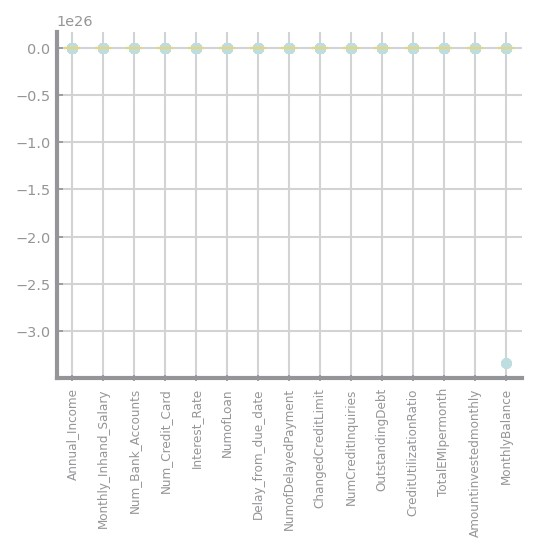 1e26
0.0
−0.5
−1.0
−1.5
−2.0
−2.5
−3.0
Annual_Income
Monthly_Inhand_Salary
Num_Bank_Accounts
Num_Credit_Card
Interest_Rate
NumofLoan
Delay_from_due_date
NumofDelayedPayment
ChangedCreditLimit
NumCreditInquiries
OutstandingDebt
CreditUtilizationRatio
TotalEMIpermonth
Amountinvestedmonthly
MonthlyBalance